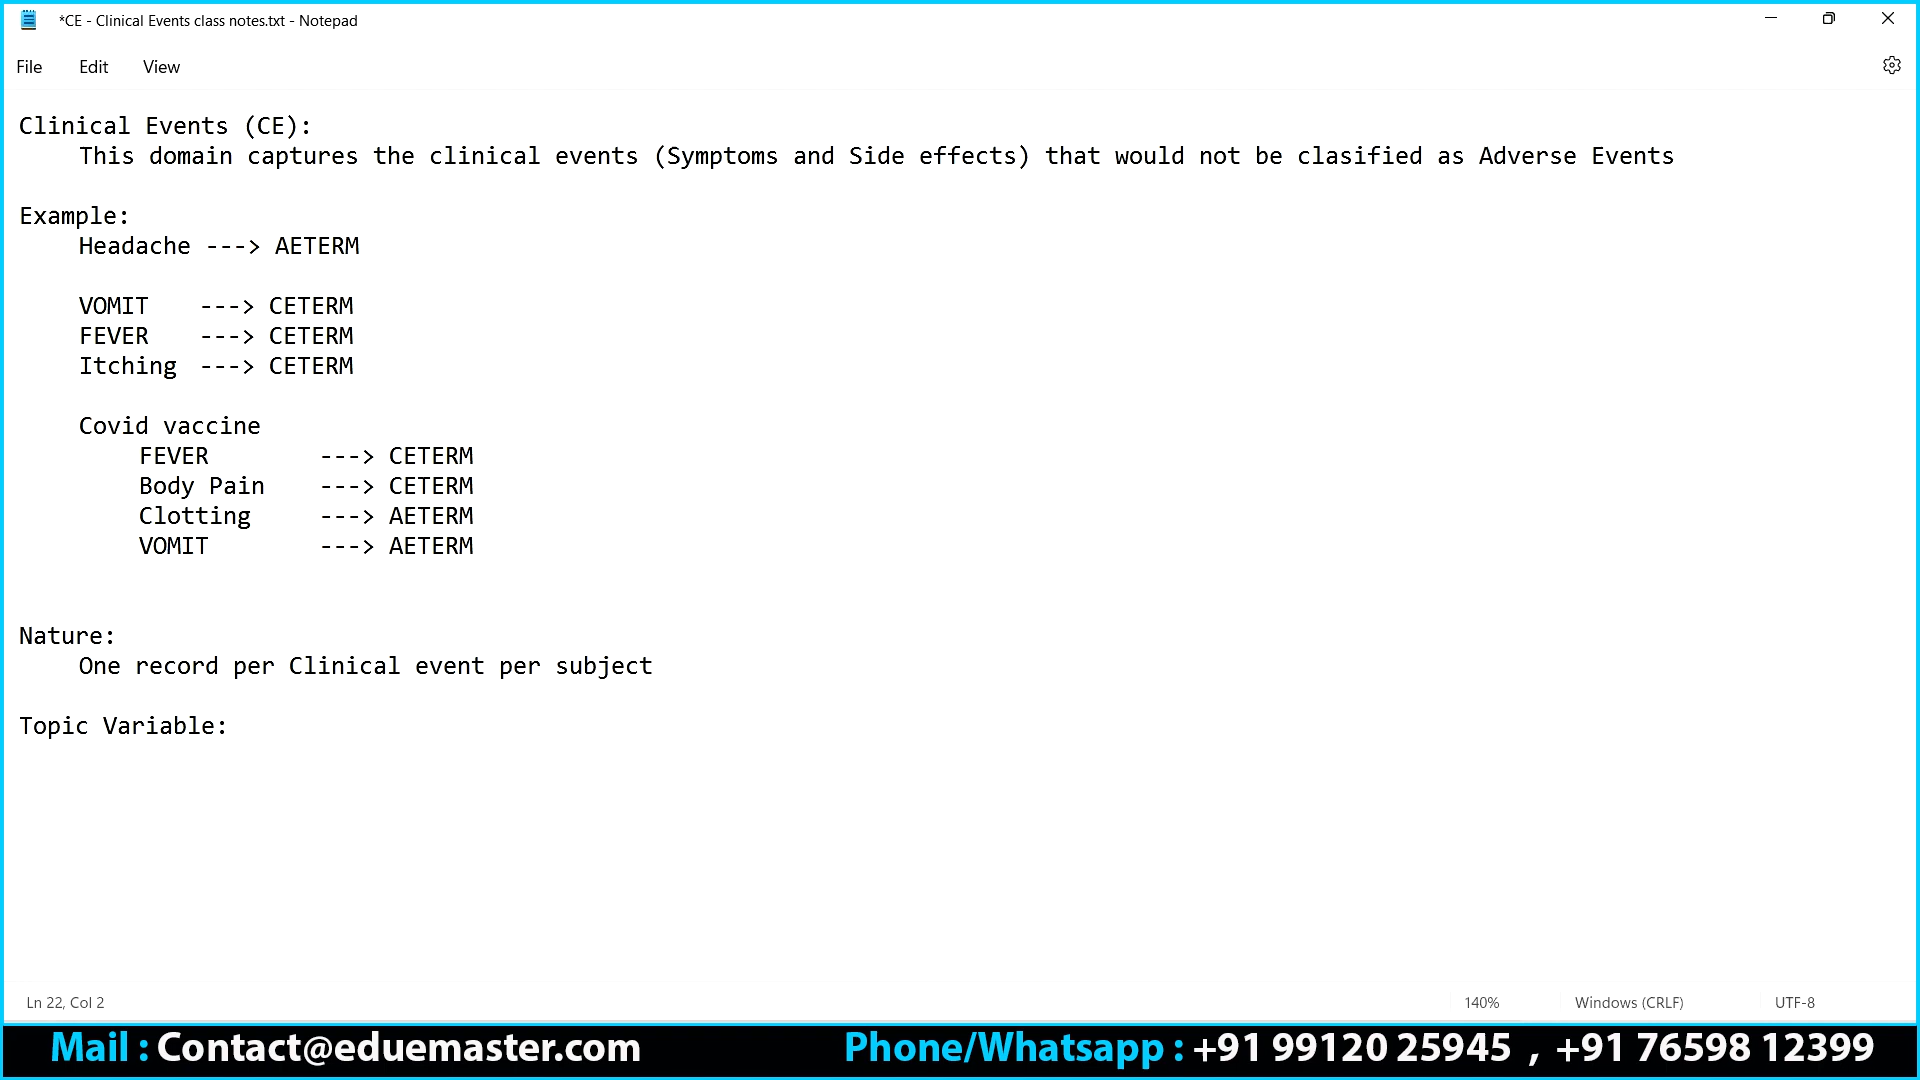 *CE - Clinical Events class notes.txt - Notepad
File Edit View
Clinical Events (CE):
This domain captures the clinical events (Symptoms and Side effects) that would not be clasified as Adverse Events
Example:
Headache ---> AETERM
VOMIT ---> CETERM
FEVER ---> CETERM
Itching ---> CETERM
Covid vaccine
FEVER ---> CETERM
Body Pain ---> CETERM
Clotting ---> AETERM
VOMIT ---> AETERM
Nature:
One record per Clinical event per subject
Topic Variable:
Ln 22, Col 2 140% Windows (CRLF) UTF-8
Mail : Contact@eduemaster.com Phone/Whatsapp : +91 99120 25945 , +91 76598 12399